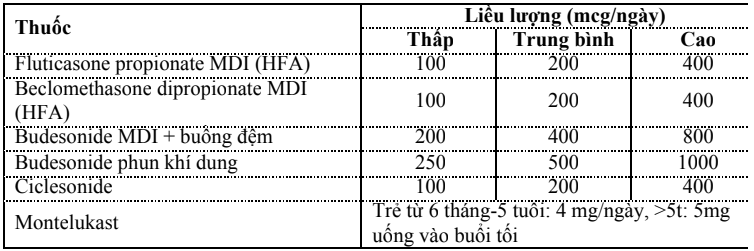 Thuốc
Liều lượng (mcg/ngày)
Thấp Trung bình Cao
Fluticasone propionate MDI (HFA) 100 200 400
Beclomethasone dipropionate MDI
(HFA) 100 200 400
Budesonide MDI + buồng đệm 200 400 800
Budesonide phun khí dung 250 500 1000
Ciclesonide 100 200 400
Montelukast
Trẻ từ 6 tháng-5 tuổi: 4 mg/ngày, >5t: 5mg
uống vào buổi tối